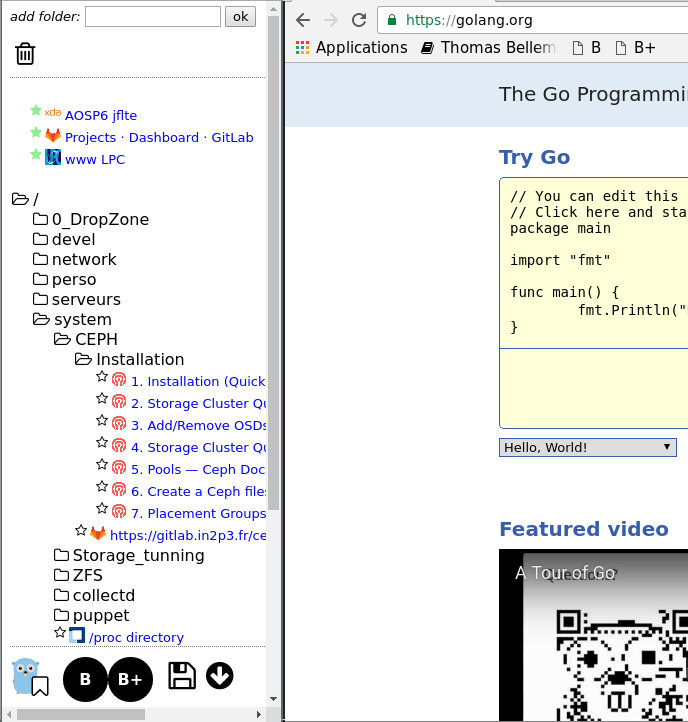 add folder:
ok
AOSP6 jflte
Projects · Dashboard · GitLab
www LPC
/
0_DropZone
devel
network
perso
serveurs
system
CEPH
Installation
1. Installation (Quick
2. Storage Cluster Qu
3. Add/Remove OSDs
4. Storage Cluster Qu
5. Pools — Ceph Doc
6. Create a Ceph file
7. Placement Groups
https://gitlab.in2p3.fr/ce
Storage_tunning
ZFS
collectd
puppet
/proc directory
B
B+
https://golang.org
Applications
Thomas Bellem
B
B+
The Go Programmi
Try Go
// You can edit this
// Click here and sta
package main
import "fmt"
func main() {
fmt.Println("
}
Hello, World!
Featured video
A Tour of Go